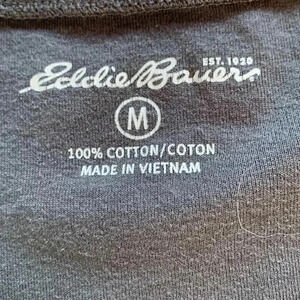 EST. 1920
Eddie Bauer
M
100% COTTON/COTON
MADE IN VIETNAM